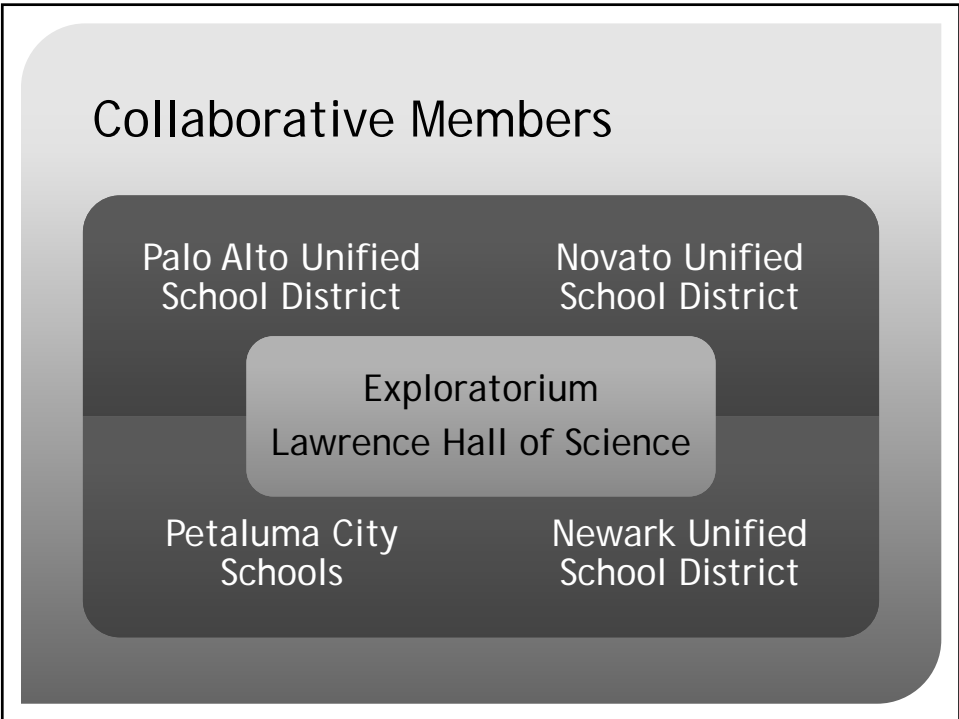 Collaborative Members
Palo Alto Unified
School District
Novato Unified
School District
Exploratorium
Lawrence Hall of Science
Petaluma City
Schools
Newark Unified
School District